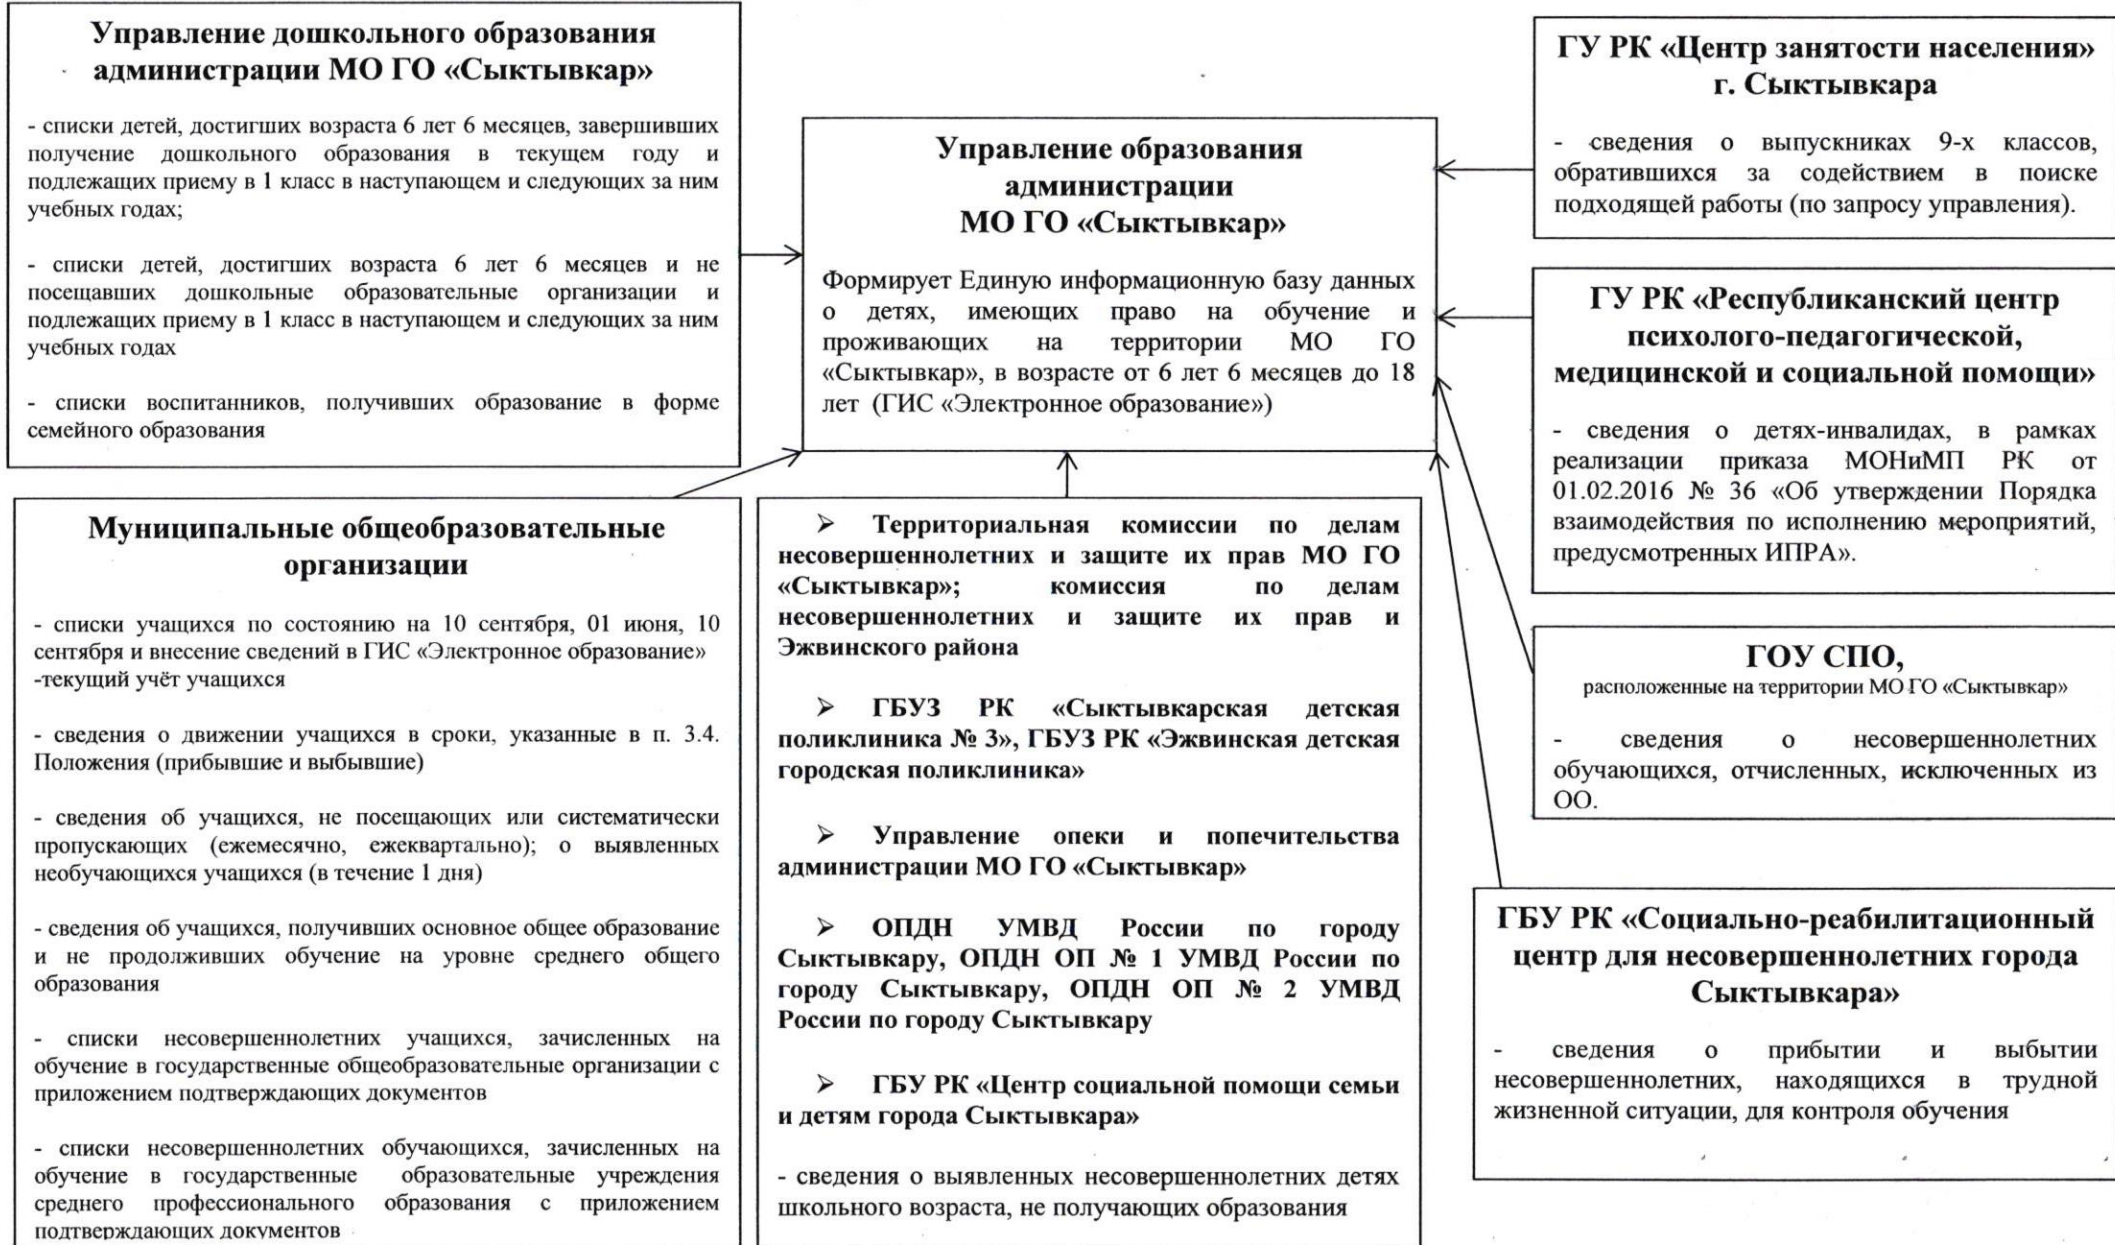 Управление дошкольного образования
администрации МО ГО «Сыктывкар»
- списки детей, достигших возраста 6 лет 6 месяцев, завершивших
получение дошкольного образования в текущем году и
подлежащих приему в 1 класс в наступающем и следующих за ним
учебных годах;
- списки детей, достигших возраста 6 лет 6 месяцев и не
посещавших дошкольные образовательные организации и
подлежащих приему в 1 класс в наступающем и следующих за ним
учебных годах
- списки воспитанников, получивших образование в форме
семейного образования
Управление образования
администрации
МО ГО «Сыктывкар»
Формирует Единую информационную базу данных
о детях, имеющих право на обучение и
проживающих на территории МО ГО
«Сыктывкар», в возрасте от 6 лет 6 месяцев до 18
лет (ГИС «Электронное образование»)
ГУ РК «Центр занятости населения»
г. Сыктывкара
- сведения о выпускниках 9-х классов,
обратившихся за содействием в поиске
подходящей работы (по запросу управления).
ГУ РК «Республиканский центр
психолого-педагогической,
медицинской и социальной помощи»
- сведения о детях-инвалидах, в рамках
реализации приказа МОНиМП РК от
01.02.2016 № 36 «Об утверждении Порядка
взаимодействия по исполнению мероприятий,
предусмотренных ИПРА».
Муниципальные общеобразовательные
организации
- списки учащихся по состоянию на 10 сентября, 01 июня, 10
сентября и внесение сведений в ГИС «Электронное образование»
-текущий учёт учащихся
- сведения о движении учащихся в сроки, указанные в п. 3.4.
Положения (прибывшие и выбывшие)
- сведения об учащихся, не посещающих или систематически
пропускающих (ежемесячно, ежеквартально); о выявленных
необучающихся учащихся (в течение 1 дня)
- сведения об учащихся, получивших основное общее образование
и не продолживших обучение на уровне среднего общего
образования
- списки несовершеннолетних учащихся, зачисленных на
обучение в государственные общеобразовательные организации с
приложением подтверждающих документов
- списки несовершеннолетних обучающихся, зачисленных на
обучение в государственные образовательные учреждения
среднего профессионального образования с приложением
подтверждающих документов
➢ Территориальная комиссии по делам
несовершеннолетних и защите их прав МО ГО
«Сыктывкар»; комиссия по делам
несовершеннолетних и защите их прав и
Эжвинского района
➢ ГБУЗ РК «Сыктывкарская детская
поликлиника № 3», ГБУЗ РК «Эжвинская детская
городская поликлиника»
➢ Управление опеки и попечительства
администрации МО ГО «Сыктывкар»
➢ ОПДН УМВД России по городу
Сыктывкару, ОПДН ОП № 1 УМВД России по
городу Сыктывкару, ОПДН ОП № 2 УМВД
России по городу Сыктывкару
➢ ГБУ РК «Центр социальной помощи семьи
и детям города Сыктывкара»
- сведения о выявленных несовершеннолетних детях
школьного возраста, не получающих образования
ГОУ СПО,
расположенные на территории МО ГО «Сыктывкар»
- сведения о несовершеннолетних
обучающихся, отчисленных, исключенных из
ОО.
ГБУ РК «Социально-реабилитационный
центр для несовершеннолетних города
Сыктывкара»
- сведения о прибытии и выбытии
несовершеннолетних, находящихся в трудной
жизненной ситуации, для контроля обучения